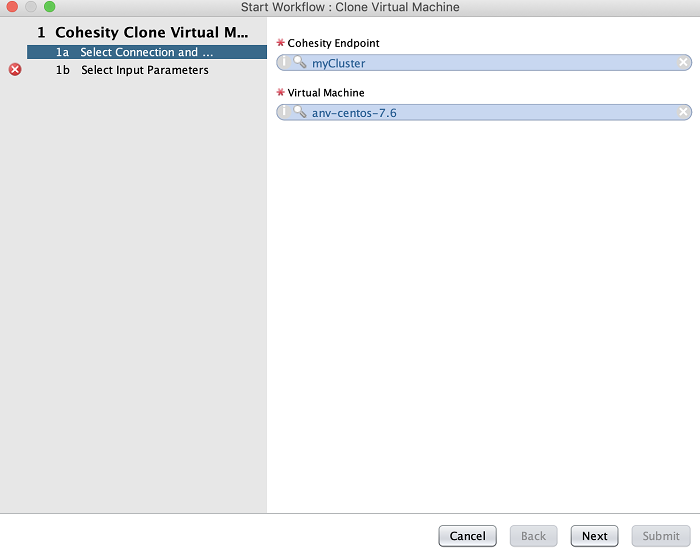 Start Workflow : Clone Virtual Machine
1 Cohesity Clone Virtual M...
1a Select Connection and ...
1b Select Input Parameters
* Cohesity Endpoint
i myCluster
* Virtual Machine
i anv-centos-7.6
Cancel Back Next Submit